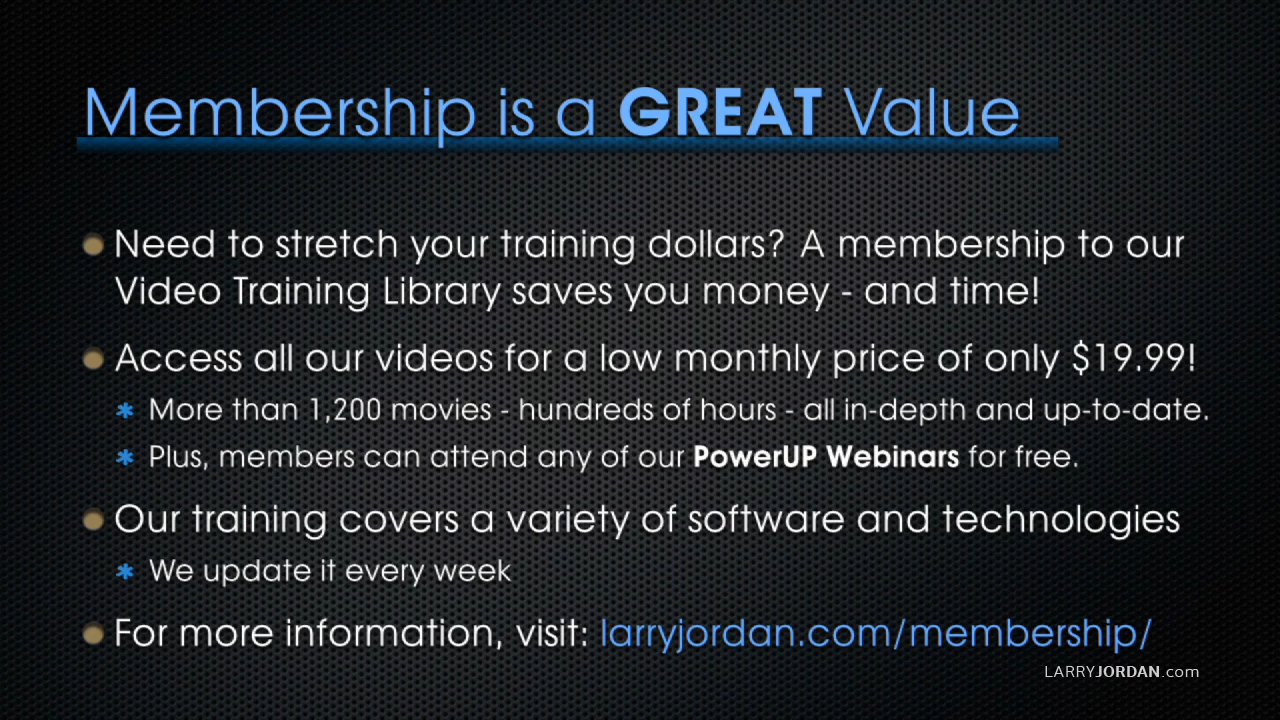 Membership is a GREAT Value
Need to stretch your training dollars? A membership to our
Video Training Library saves you money - and time!
Access all our videos for a low monthly price of only $19.99!
More than 1,200 movies - hundreds of hours - all in-depth and up-to-date.
Plus, members can attend any of our PowerUP Webinars for free.
Our training covers a variety of software and technologies
We update it every week
For more information, visit: larryjordan.com/membership/
LARRYJORDAN.com